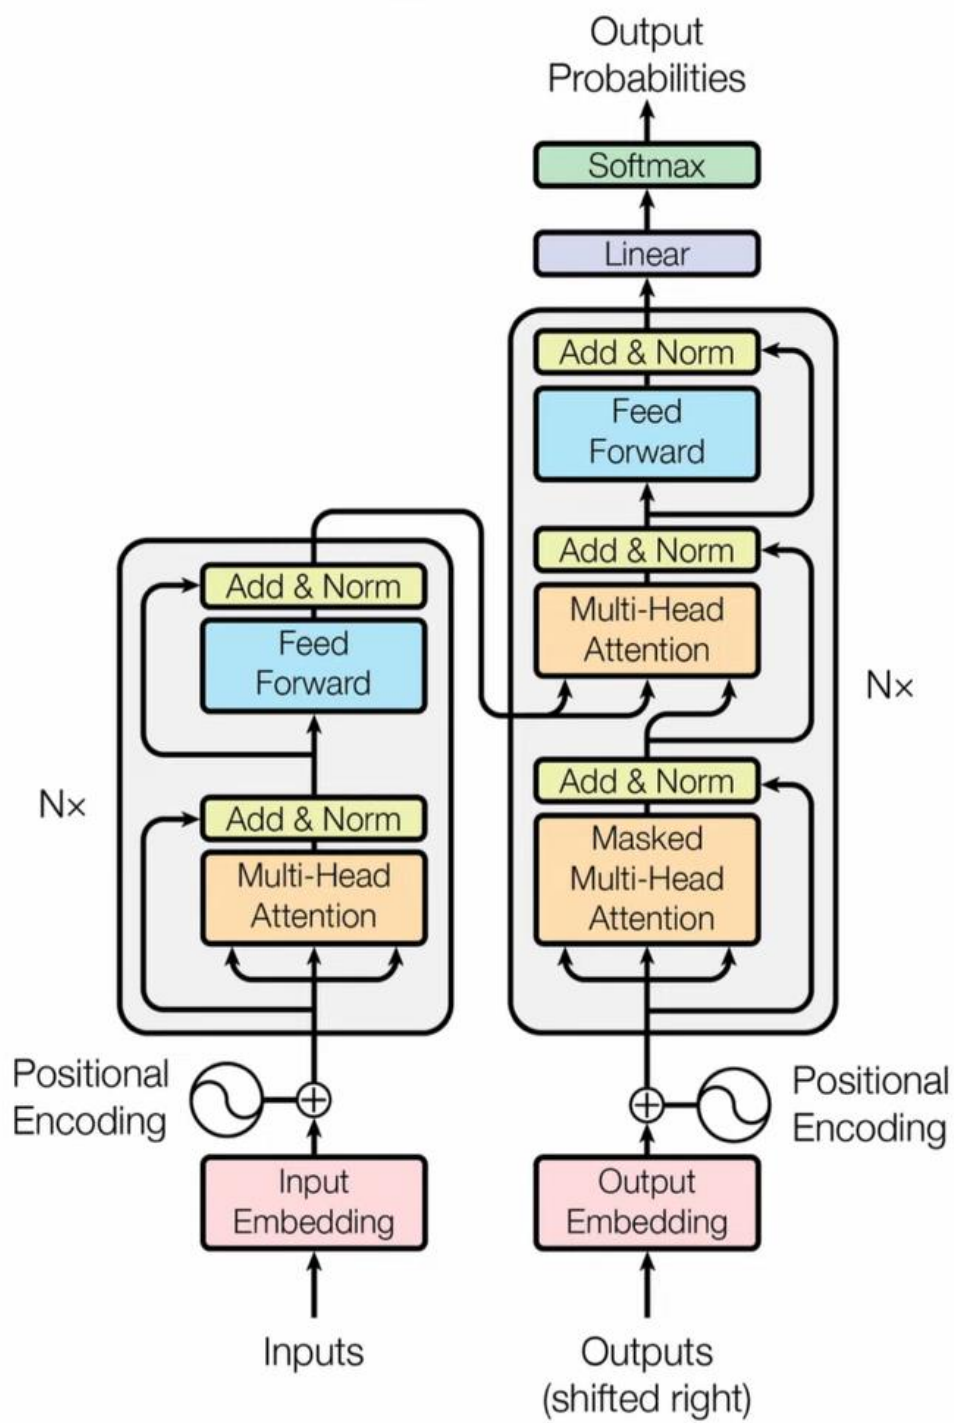 Output
Probabilities
Softmax
Linear
Add & Norm
Feed
Forward
Add & Norm
Multi-Head
Attention
N×
Add & Norm
Masked
Multi-Head
Attention
Add & Norm
Feed
Forward
N×
Add & Norm
Multi-Head
Attention
Positional
Encoding
Positional
Encoding
Input
Embedding
Output
Embedding
Inputs
Outputs
(shifted right)